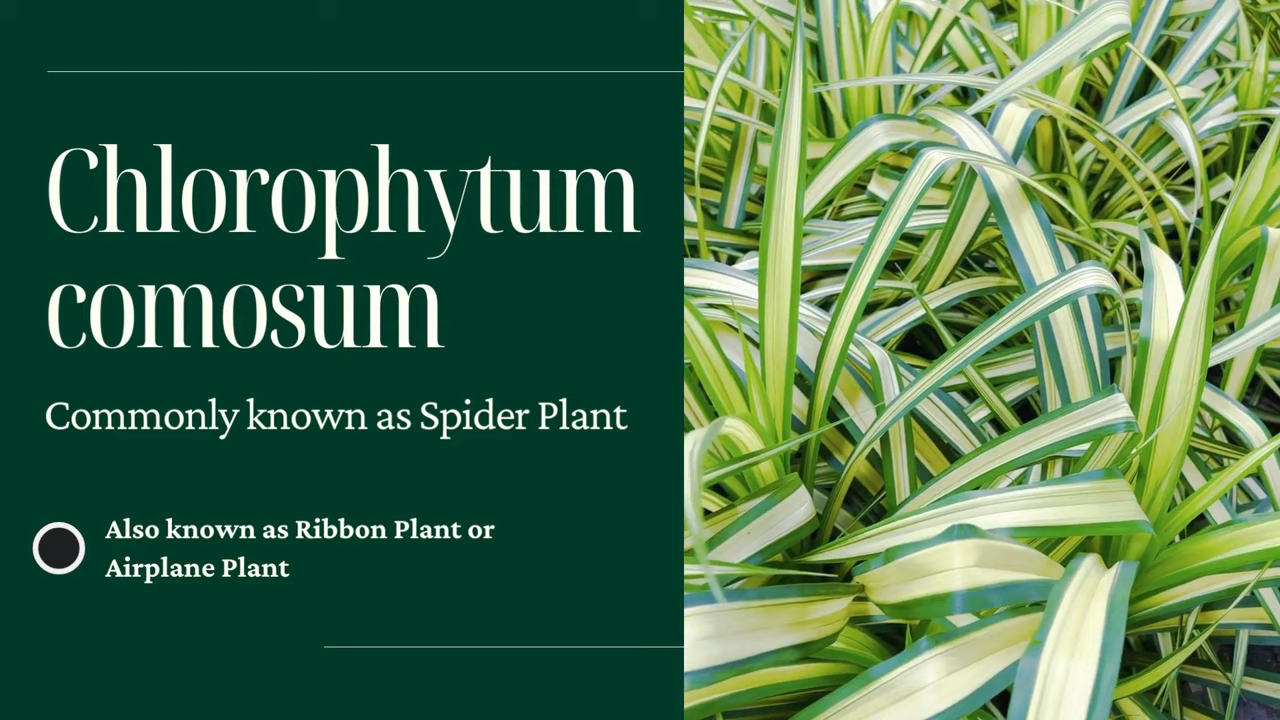 Chlorophytum
comosum
Commonly known as Spider Plant
Also known as Ribbon Plant or
Airplane Plant